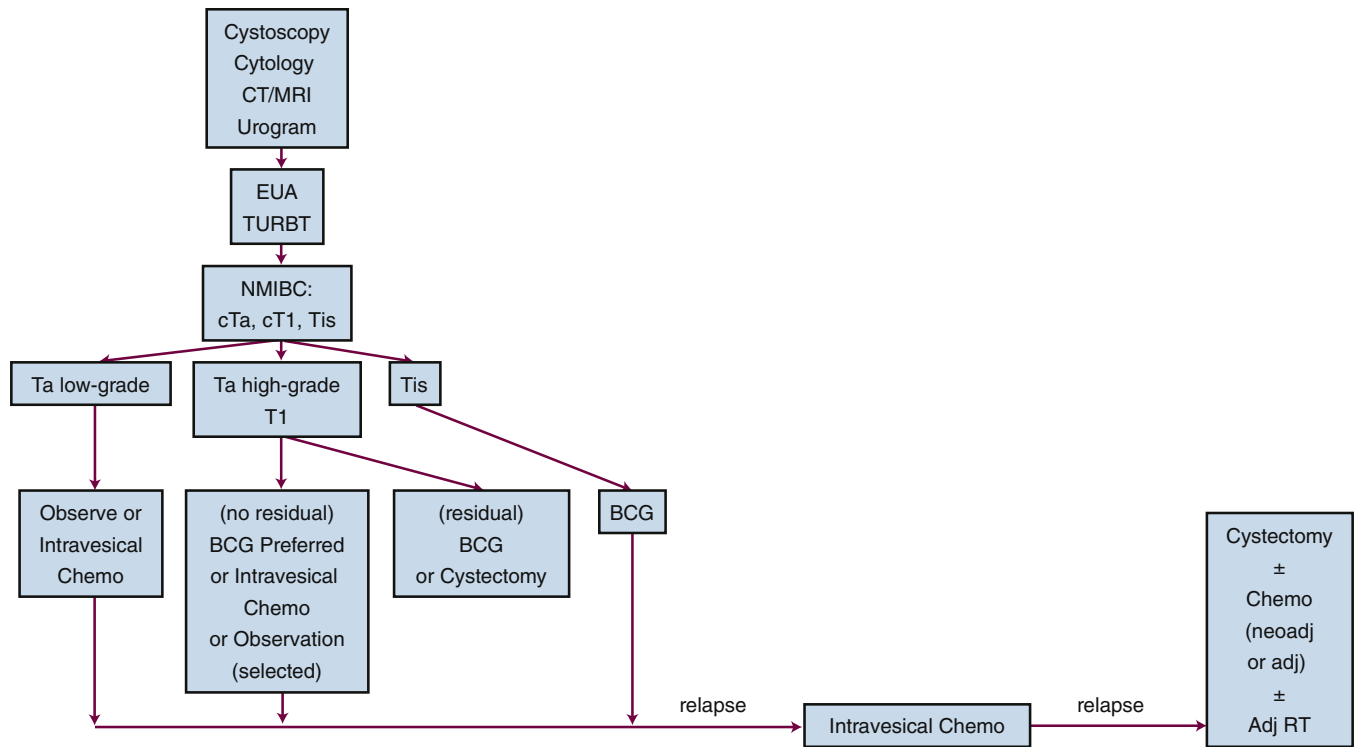 Cystoscopy
Cytology
CT/MRI
Urogram
EUA
TURBT
NMIBC:
cTa, cT1, Tis
Ta low-grade
Ta high-grade
T1
Tis
Observe or
Intravesical
Chemo
(no residual)
BCG Preferred
or Intravesical
Chemo
or Observation
(selected)
(residual)
BCG
or Cystectomy
BCG
relapse
Intravesical Chemo
relapse
Cystectomy
±
Chemo
(neoadj
or adj)
±
Adj RT